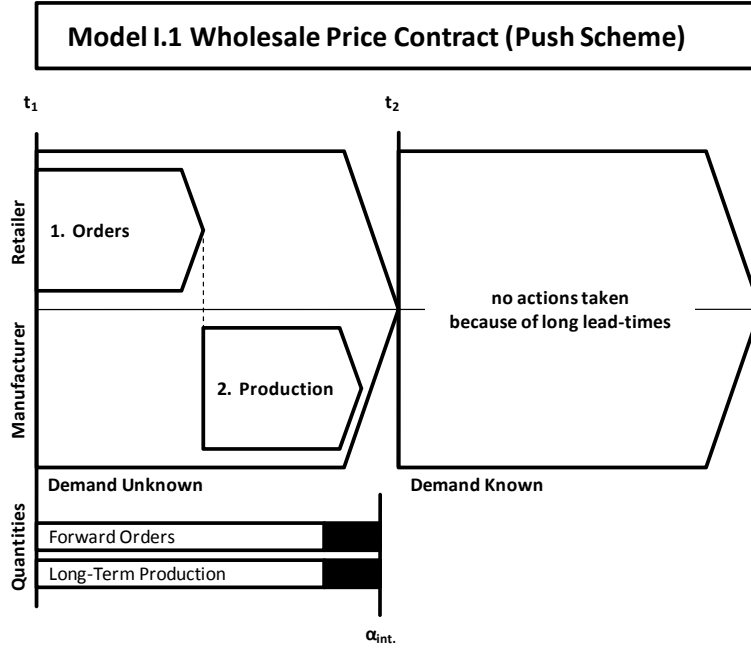 Model I.1 Wholesale Price Contract (Push Scheme)
t₁
t₂
Retailer
1. Orders
no actions taken
because of long lead-times
Manufacturer
2. Production
Demand Unknown
Demand Known
Quantities
Forward Orders
Long-Term Production
αint.